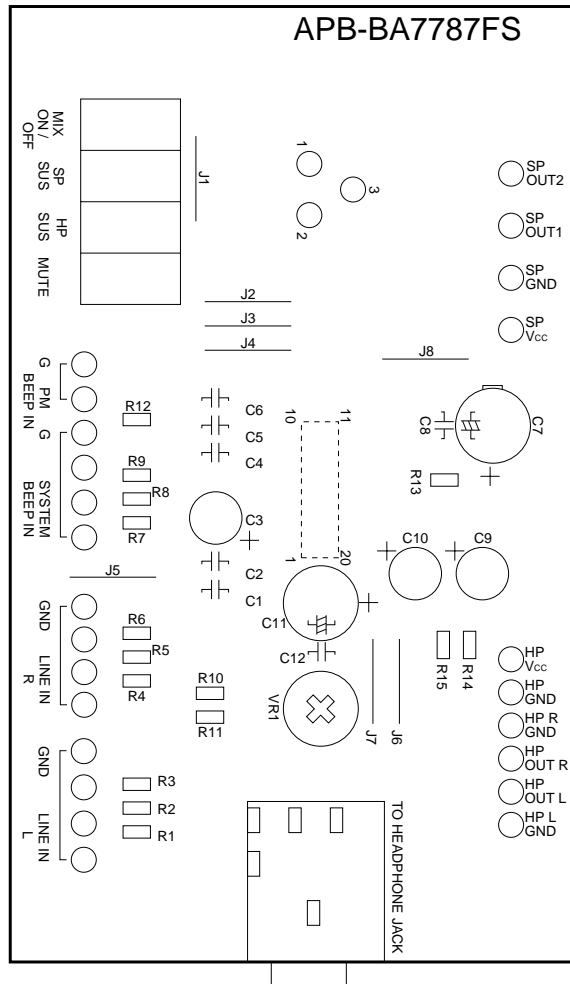 APB-BA7787FS
MIX
ON /
OFF
SP
SUS
HP
SUS
MUTE
J1
1
2
3
SP
OUT2
SP
OUT1
SP
GND
SP
Vcc
J2
J3
J4
J8
G
PM
BEEP IN
G
SYSTEM
BEEP IN
R12
R9
R8
R7
C6
C5
C4
C3
C2
C1
10
11
1
20
C8
C7
R13
C10
C9
J5
GND
LINE IN
R
R6
R5
R4
R10
R11
C11
C12
VR1
J7
J6
R15
R14
HP
Vcc
HP
GND
HP R
GND
HP
OUT R
HP
OUT L
HP L
GND
GND
LINE IN
L
R3
R2
R1
TO HEADPHONE JACK